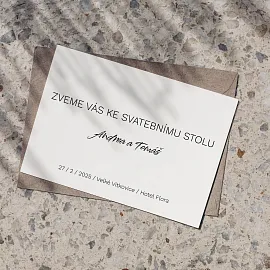 ZVEME VÁS KE SVATEBNÍMU STOLU
Andrea a Tomáš
27 / 2 / 2025 / Velké Vítkovice / Hotel Flora